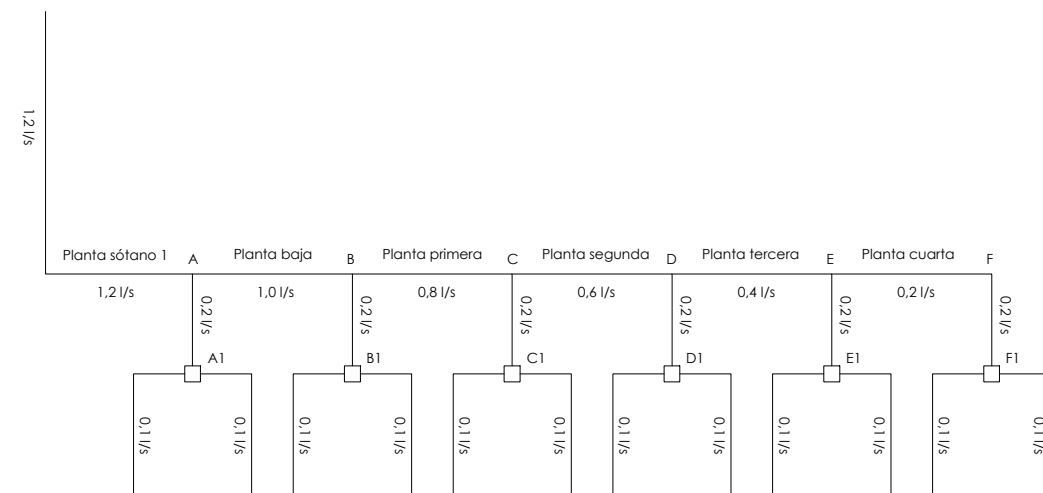 1,2 l/s
Planta sótano 1
A
Planta baja
B
Planta primera
C
Planta segunda
D
Planta tercera
E
Planta cuarta
F
1,2 l/s
1,0 l/s
0,8 l/s
0,6 l/s
0,4 l/s
0,2 l/s
0,2 l/s
0,2 l/s
0,2 l/s
0,2 l/s
0,2 l/s
0,2 l/s
A1
B1
C1
D1
E1
F1
0,1 l/s
0,1 l/s
0,1 l/s
0,1 l/s
0,1 l/s
0,1 l/s
0,1 l/s
0,1 l/s
0,1 l/s
0,1 l/s
0,1 l/s
0,1 l/s